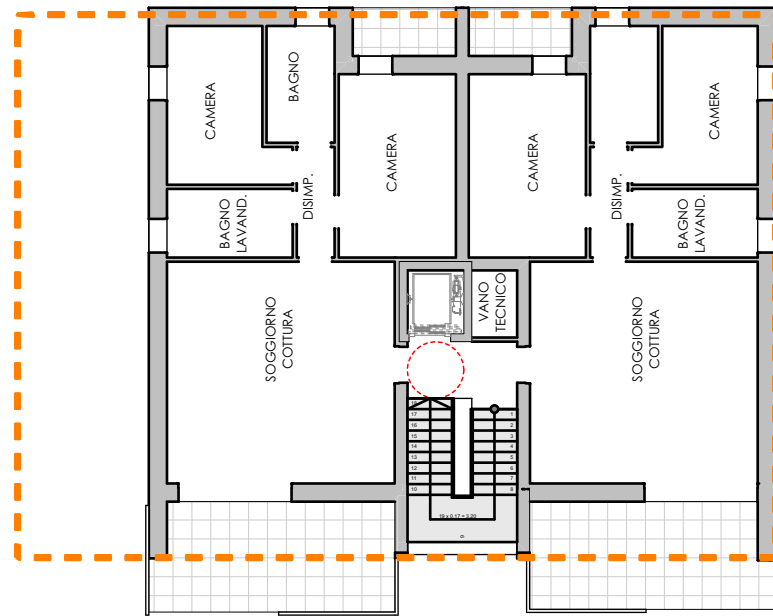 CAMERA
BAGNO
CAMERA
CAMERA
CAMERA
DISIMP.
DISIMP.
BAGNO
LAVAND.
BAGNO
LAVAND.
SOGGIORNO
COTTURA
VANO
TECNICO
SOGGIORNO
COTTURA
18
17
16
15
14
13
12
11
10
1
2
3
4
5
6
7
8
19 x 0.17 = 3.20
9